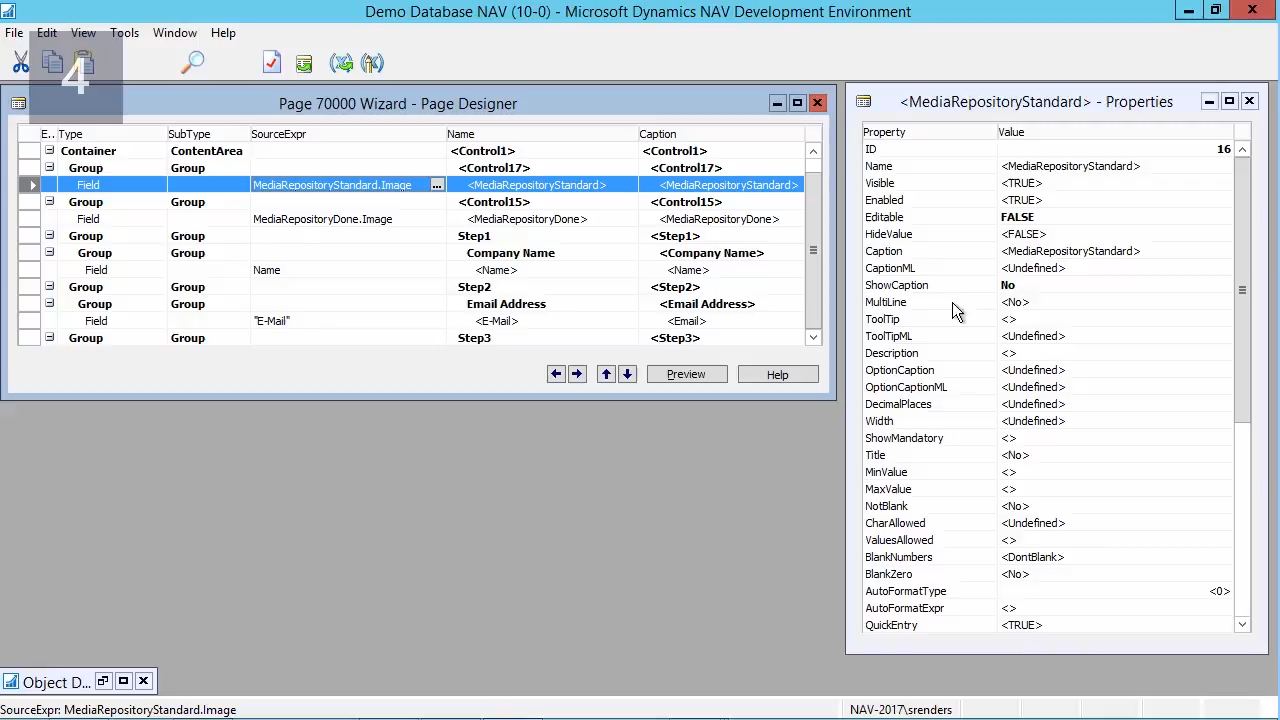 Demo Database NAV (10-0) - Microsoft Dynamics NAV Development Environment
File Edit View Tools Window Help
4
Page 70000 Wizard - Page Designer
E.. Type SubType SourceExpr Name Caption
Container ContentArea <Control1> <Control1>
Group Group <Control17> <Control17>
Field MediaRepositoryStandard.Image ... <MediaRepositoryStandard> <MediaRepositoryStandard>
Group Group <Control15> <Control15>
Field MediaRepositoryDone.Image <MediaRepositoryDone> <MediaRepositoryDone>
Group Group Step1 <Step1>
Group Group Company Name <Company Name>
Field Name <Name> <Name>
Group Group Step2 <Step2>
Group Group Email Address <Email Address>
Field "E-Mail" <E-Mail> <Email>
Group Group Step3 <Step3>
Preview Help
<MediaRepositoryStandard> - Properties
Property Value
ID 16
Name <MediaRepositoryStandard>
Visible <TRUE>
Enabled <TRUE>
Editable FALSE
HideValue <FALSE>
Caption <MediaRepositoryStandard>
CaptionML <Undefined>
ShowCaption No
MultiLine <No>
ToolTip <>
ToolTipML <Undefined>
Description <>
OptionCaption <Undefined>
OptionCaptionML <Undefined>
DecimalPlaces <Undefined>
Width <Undefined>
ShowMandatory <>
Title <No>
MinValue <>
MaxValue <>
NotBlank <No>
CharAllowed <Undefined>
ValuesAllowed <>
BlankNumbers <DontBlank>
BlankZero <No>
AutoFormatType <0>
AutoFormatExpr <>
QuickEntry <TRUE>
Object D...
SourceExpr: MediaRepositoryStandard.Image NAV-2017\srenders